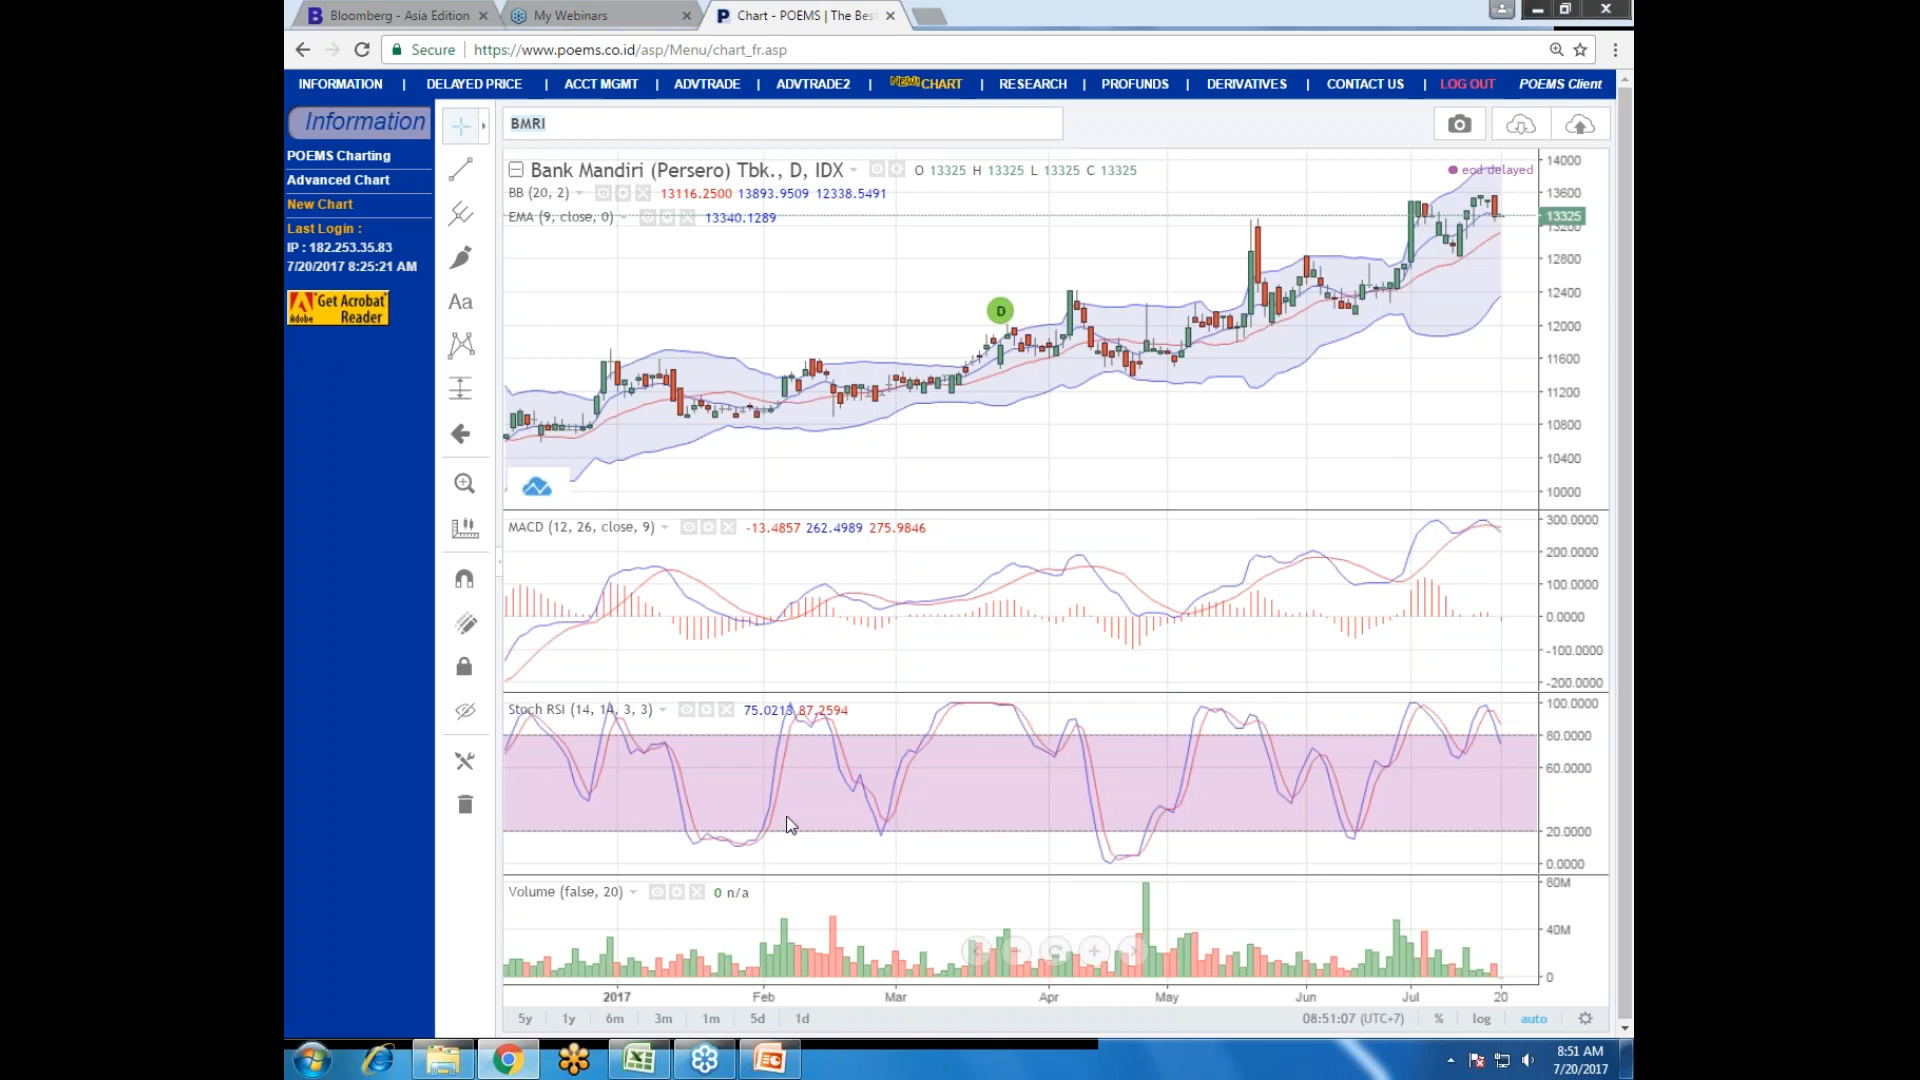 Bloomberg - Asia Edition
My Webinars
Chart - POEMS | The Bes
Secure
https://www.poems.co.id/asp/Menu/chart_fr.asp
INFORMATION | DELAYED PRICE | ACCT MGMT | ADVTRADE | ADVTRADE2 | NEW! CHART | RESEARCH | PROFUNDS | DERIVATIVES | CONTACT US | LOG OUT POEMS Client
Information
POEMS Charting
Advanced Chart
New Chart
Last Login :
IP : 182.253.35.83
7/20/2017 8:25:21 AM
Get Acrobat
Adobe Reader
Aa
BMRI
Bank Mandiri (Persero) Tbk., D, IDX O 13325 H 13325 L 13325 C 13325
eod delayed
BB (20, 2) 13116.2500 13893.9509 12338.5491
EMA (9, close, 0) 13340.1289
D
14000
13600
13325
13200
12800
12400
12000
11600
11200
10800
10400
10000
MACD (12, 26, close, 9) -13.4857 262.4989 275.9846
300.0000
200.0000
100.0000
0.0000
-100.0000
-200.0000
Stoch RSI (14, 14, 3, 3) 75.0213 87.2594
100.0000
80.0000
60.0000
20.0000
0.0000
Volume (false, 20) 0 n/a
80M
40M
0
2017 Feb Mar Apr May Jun Jul 20
5y 1y 6m 3m 1m 5d 1d
08:51:07 (UTC+7) % log auto
8:51 AM
7/20/2017